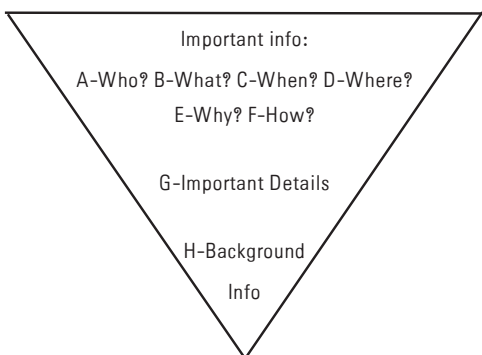 Important info:
A-Who? B-What? C-When? D-Where?
E-Why? F-How?
G-Important Details
H-Background
Info